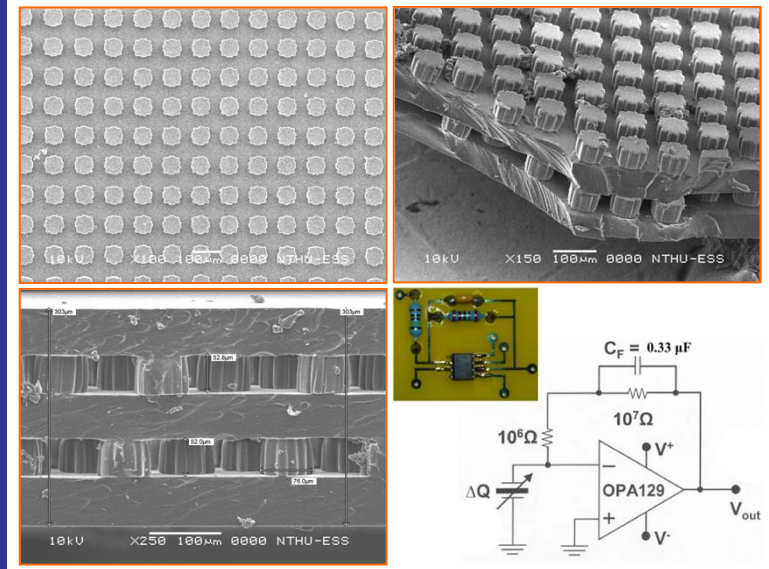 10kV X100 100µm 0000 NTHU-ESS
10kV X150 100µm 0000 NTHU-ESS
303µm
303µm
52.8µm
52.0µm
76.0µm
10kV X250 100µm 0000 NTHU-ESS
C_F = 0.33 µF
10⁷Ω
10⁶Ω
V⁺
ΔQ
−
OPA129
+
V_out
V-